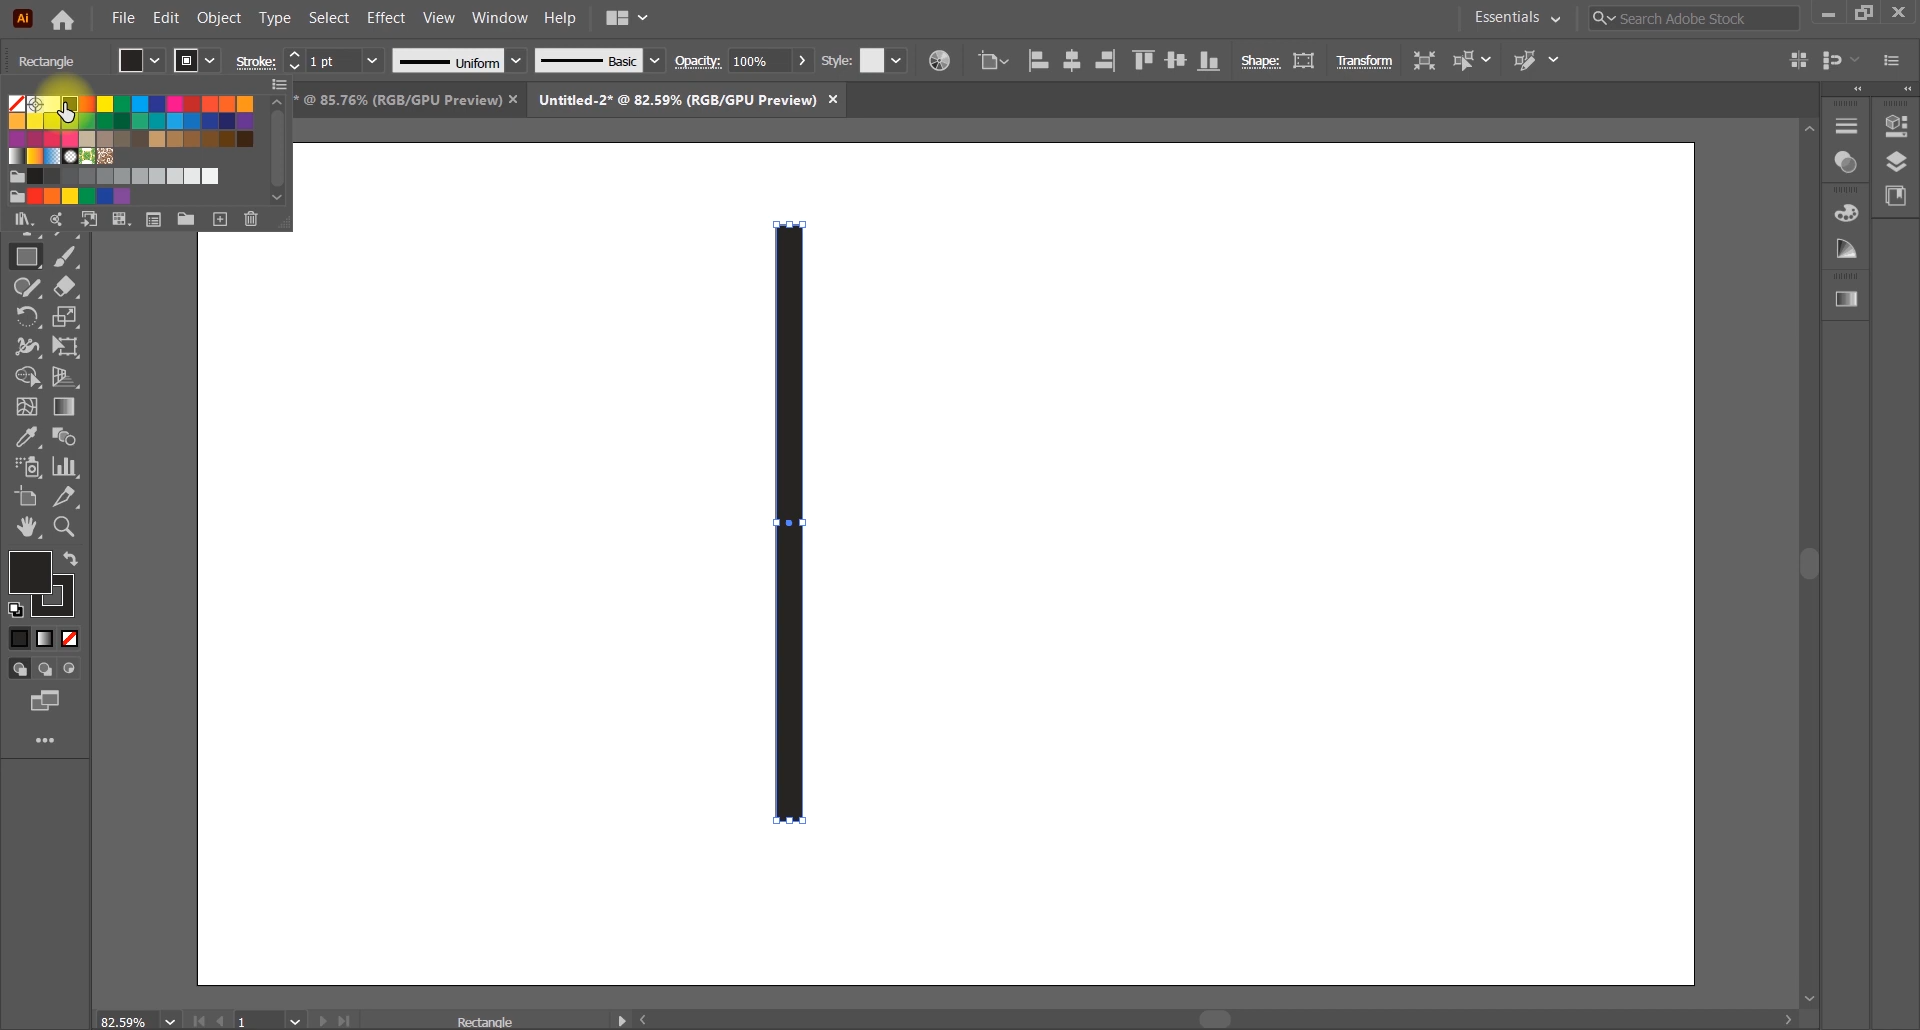 Ai File Edit Object Type Select Effect View Window Help Essentials Search Adobe Stock
Rectangle Stroke: 1 pt Uniform Basic Opacity: 100% Style: Shape: Transform
* @ 85.76% (RGB/GPU Preview) × Untitled-2* @ 82.59% (RGB/GPU Preview) ×
82.59% 1 Rectangle